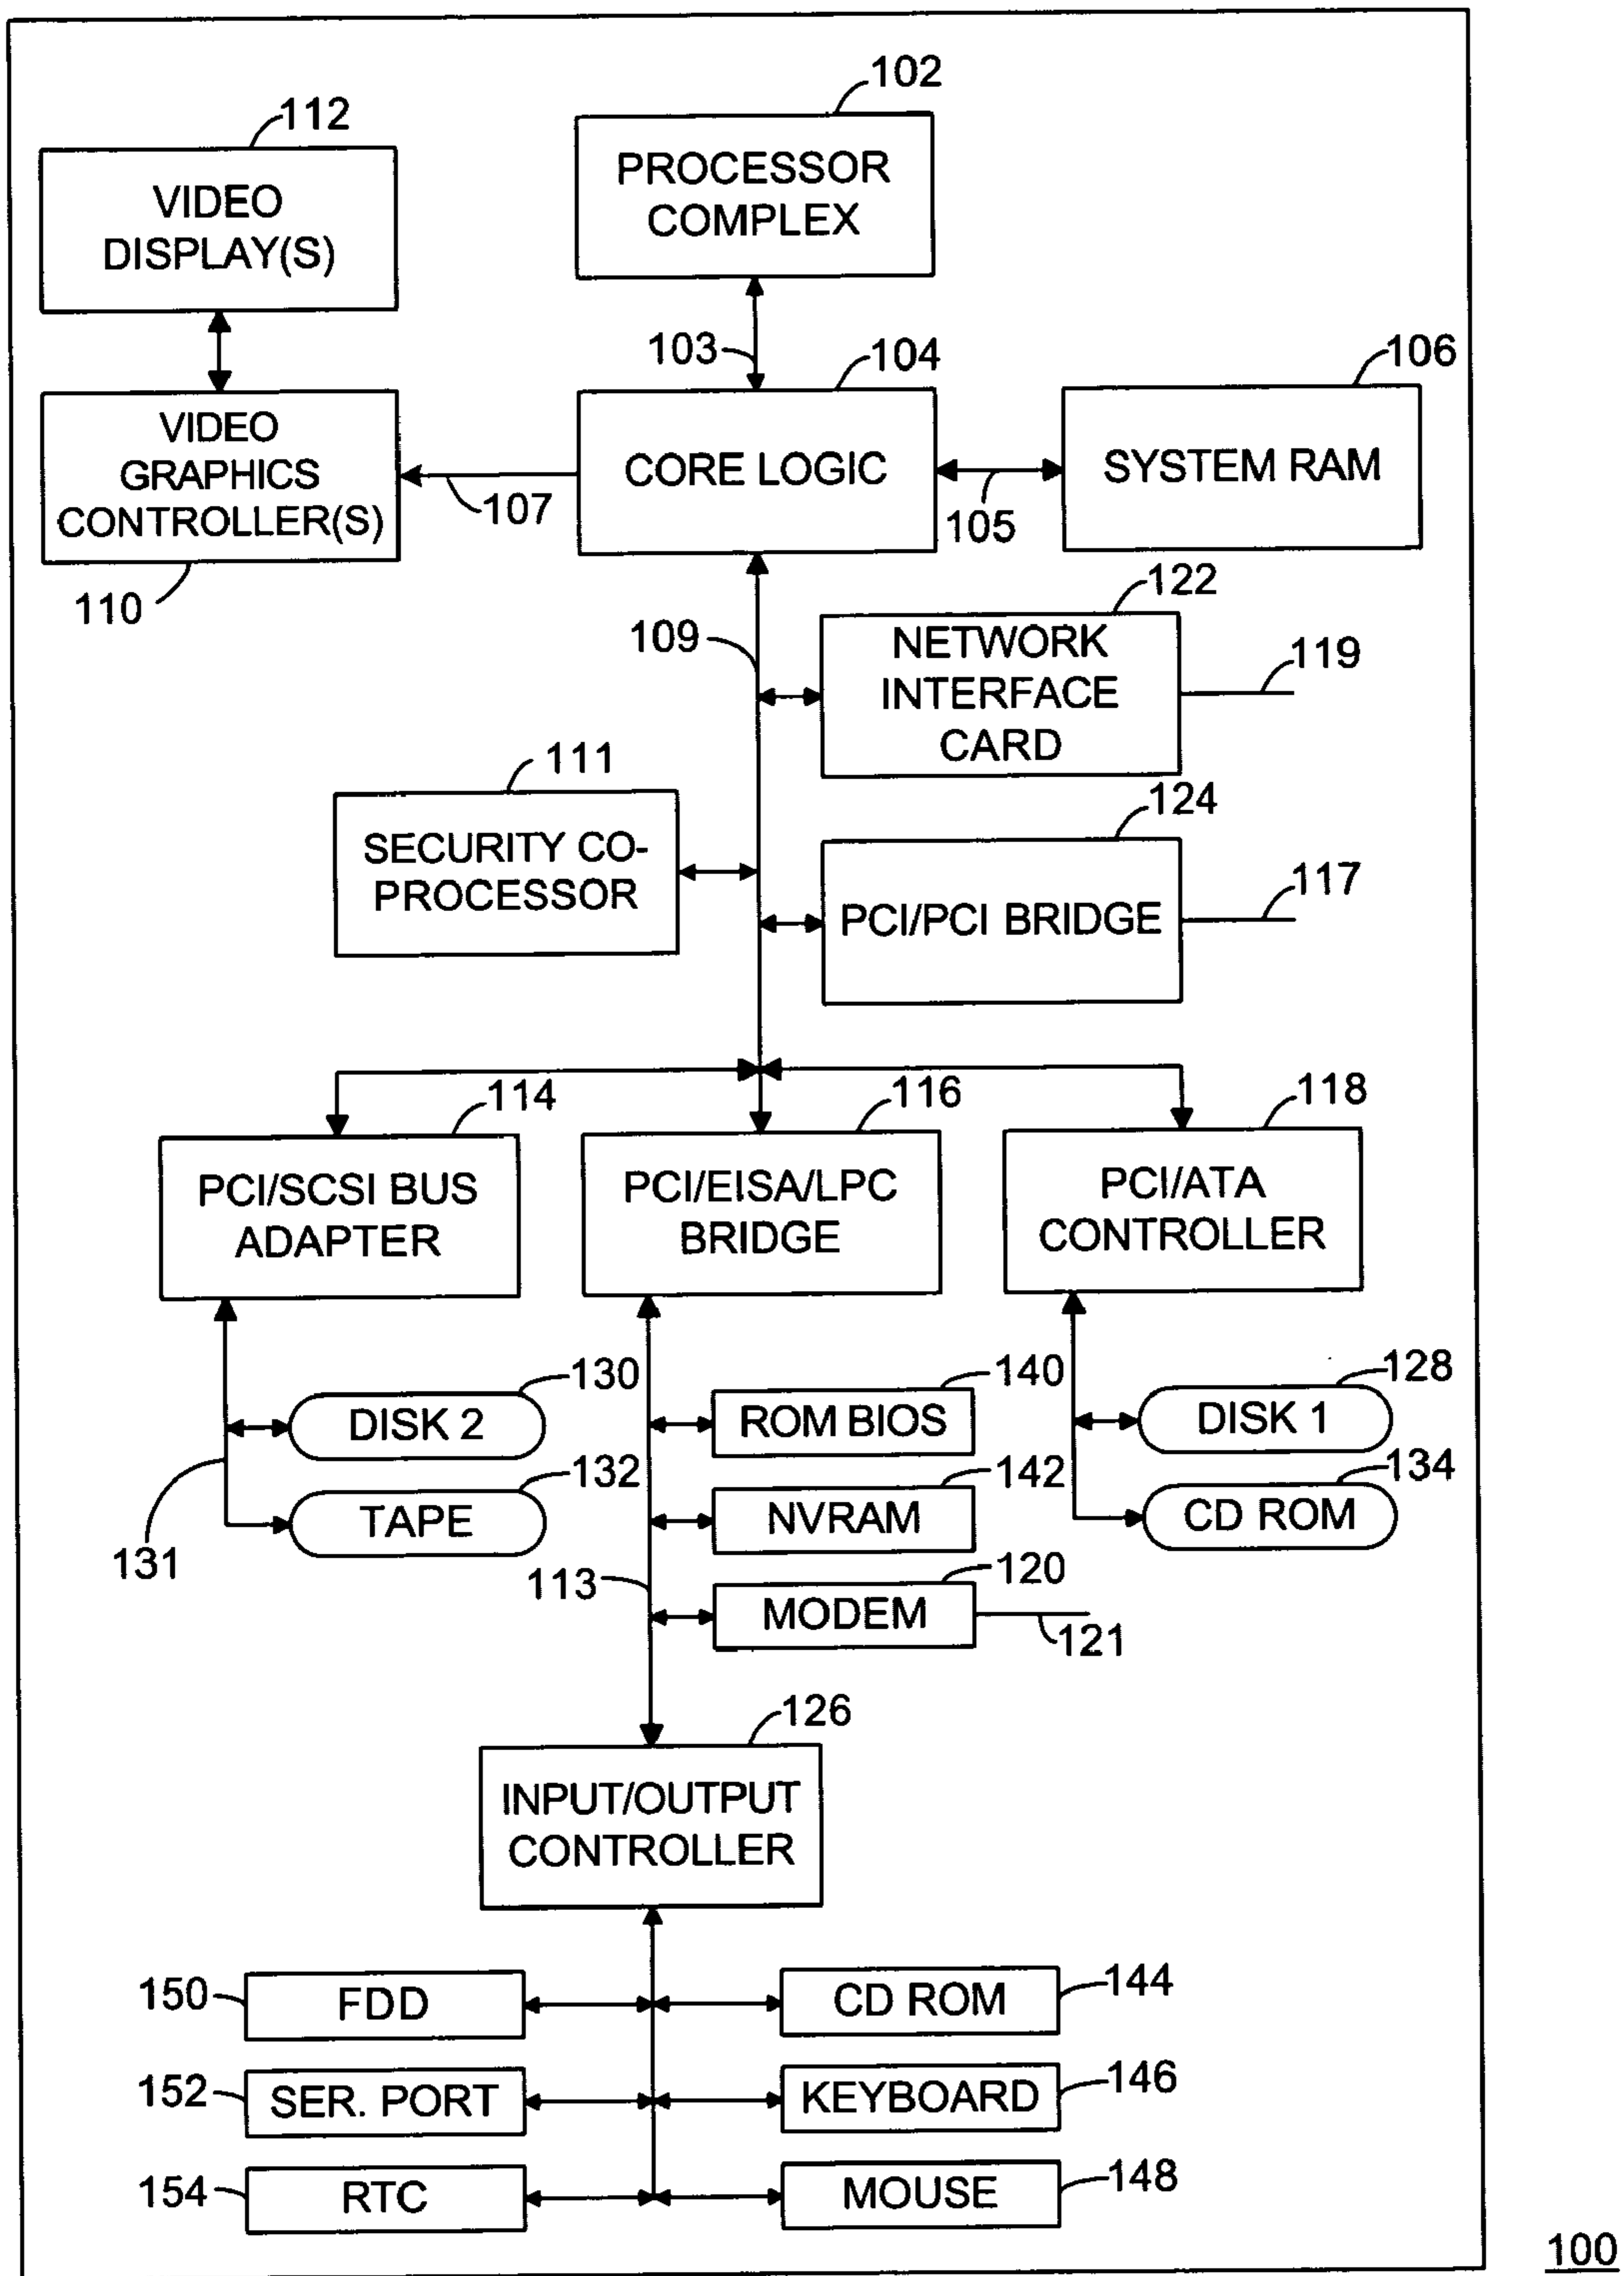 102
112
PROCESSOR
COMPLEX
VIDEO
DISPLAY(S)
103
104
106
VIDEO
GRAPHICS
CONTROLLER(S)
CORE LOGIC
SYSTEM RAM
107
105
110
122
109
NETWORK
INTERFACE
CARD
119
111
124
SECURITY CO-
PROCESSOR
PCI/PCI BRIDGE
117
114
116
118
PCI/SCSI BUS
ADAPTER
PCI/EISA/LPC
BRIDGE
PCI/ATA
CONTROLLER
130
140
128
DISK 2
ROM BIOS
DISK 1
132
142
134
TAPE
NVRAM
CD ROM
131
113
120
MODEM
121
126
INPUT/OUTPUT
CONTROLLER
150
FDD
CD ROM
144
152
SER. PORT
KEYBOARD
146
154
RTC
MOUSE
148
100